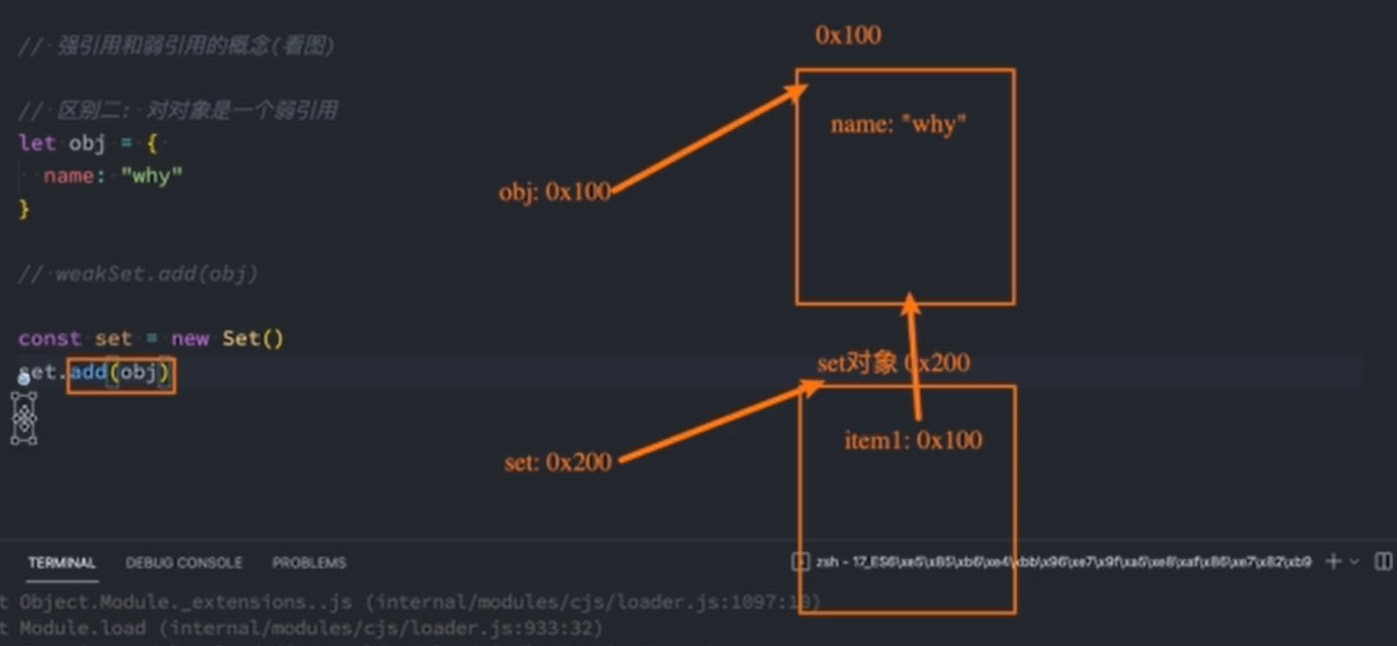 // 强引用和弱引用的概念(看图)
// 区别二: 对对象是一个弱引用
let obj = {
name: "why"
}
// weakSet.add(obj)
const set = new Set()
set.add(obj)
0x100
name: "why"
obj: 0x100
set对象 0x200
item1: 0x100
set: 0x200
TERMINAL
DEBUG CONSOLE
PROBLEMS
zsh - 17_ES6\xe5\x85\xb6\xe4\xbb\x96\xe7\x9f\xa5\xe8\xaf\x86\xe7\x82\xb9
t Object.Module._extensions..js (internal/modules/cjs/loader.js:1097:10)
t Module.load (internal/modules/cjs/loader.js:933:32)